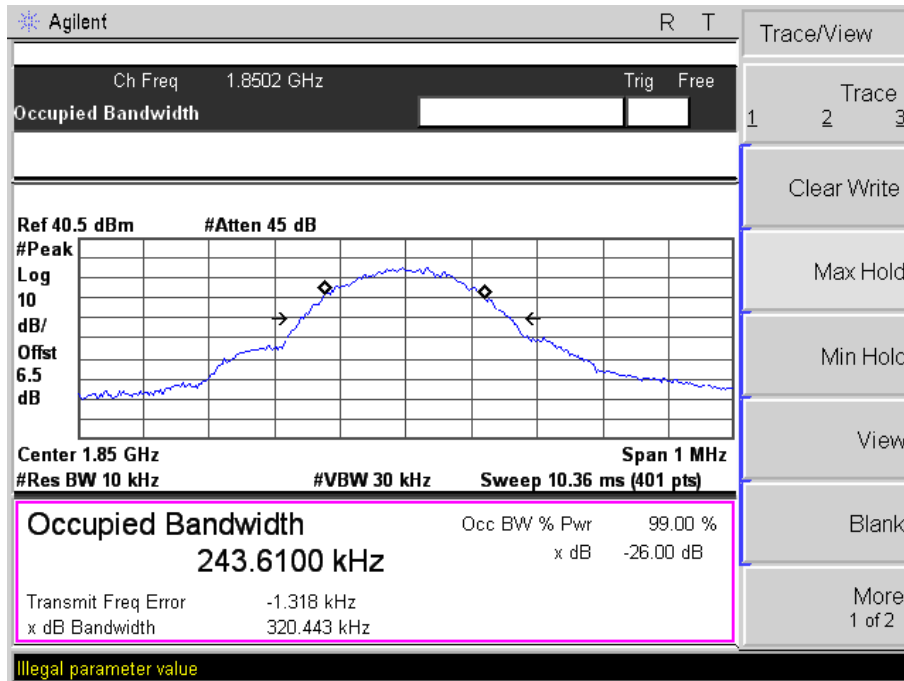 Agilent R T
Trace/View
Ch Freq 1.8502 GHz Trig Free
Occupied Bandwidth
Trace
1 2 3
Clear Write
Max Hold
Min Hold
View
Blank
More
1 of 2
Ref 40.5 dBm #Atten 45 dB
#Peak
Log
10
dB/
Offst
6.5
dB
Center 1.85 GHz Span 1 MHz
#Res BW 10 kHz #VBW 30 kHz Sweep 10.36 ms (401 pts)
Occupied Bandwidth
243.6100 kHz
Occ BW % Pwr 99.00 %
x dB -26.00 dB
Transmit Freq Error -1.318 kHz
x dB Bandwidth 320.443 kHz
Illegal parameter value